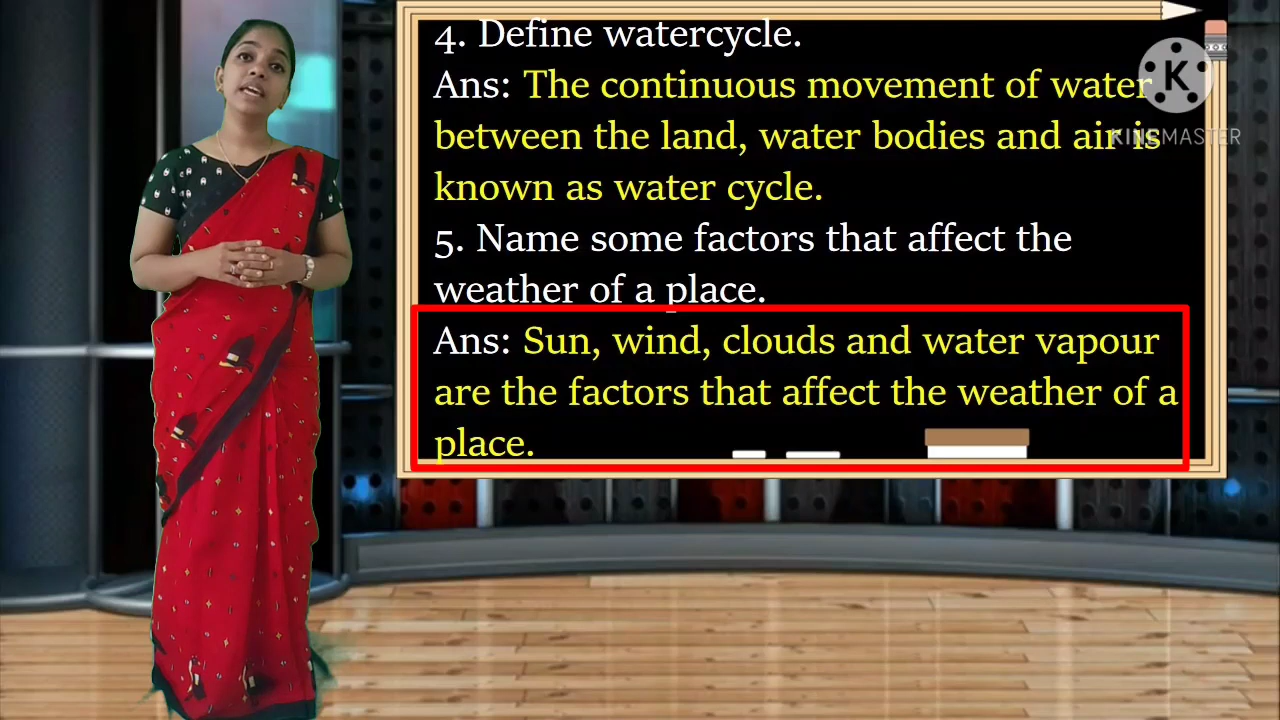 4. Define watercycle.
Ans: The continuous movement of water
between the land, water bodies and air is
known as water cycle.
5. Name some factors that affect the
weather of a place.
Ans: Sun, wind, clouds and water vapour
are the factors that affect the weather of a
place.
K
KINEMASTER